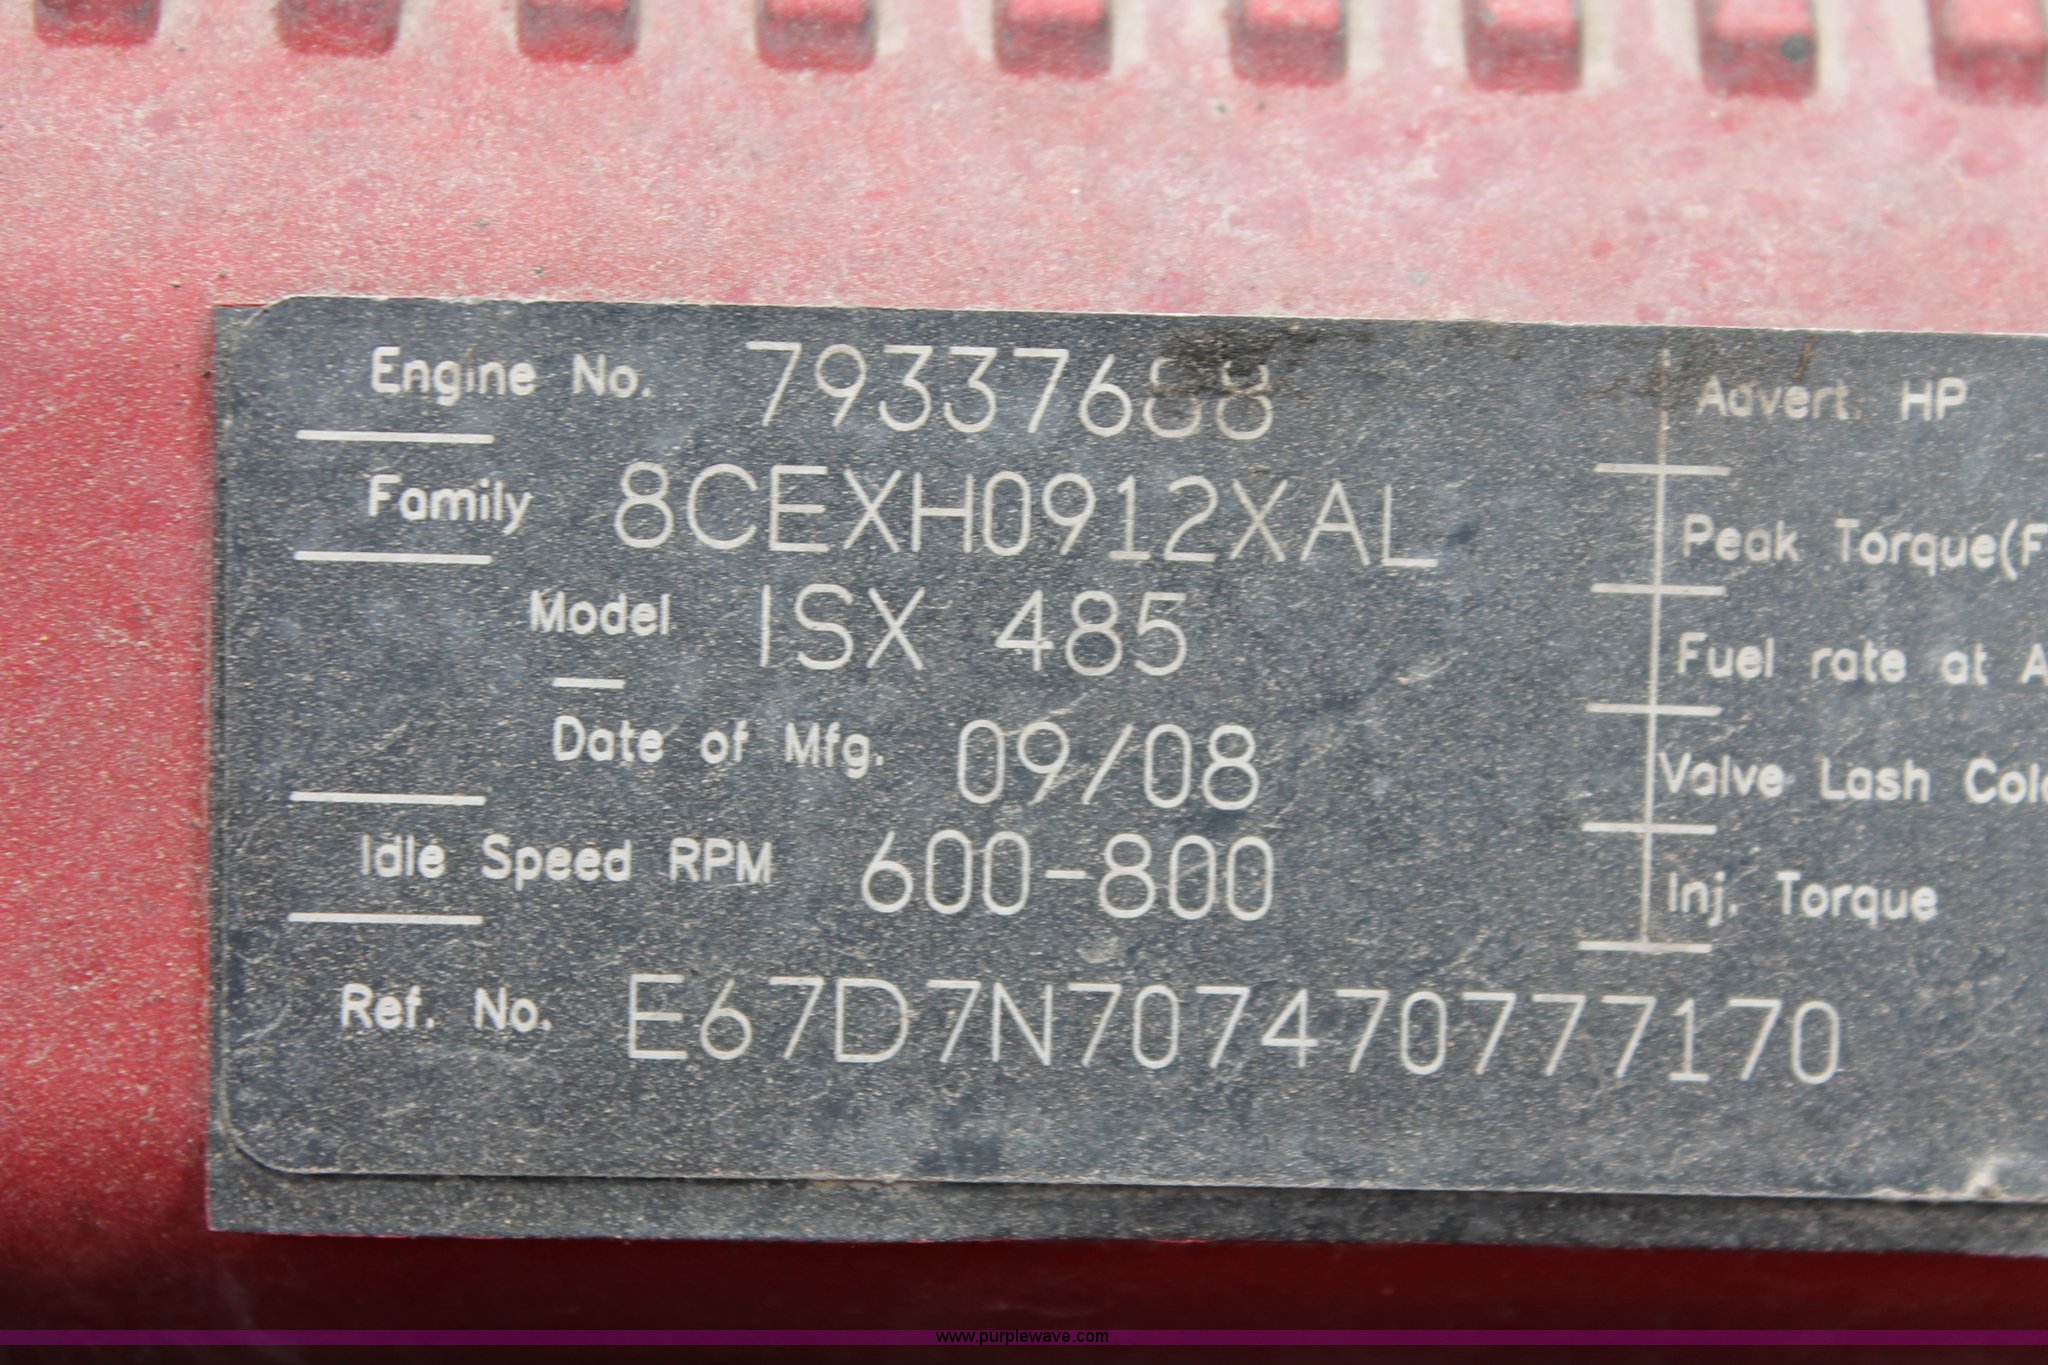 Engine No. 79337688
Family 8CEXH0912XAL
Model ISX 485
Date of Mfg. 09/08
Idle Speed RPM 600-800
Ref. No. E67D7N707470777170
Advert. HP
Peak Torque(F
Fuel rate at A
Valve Lash Cold
Inj. Torque
www.purplewave.com